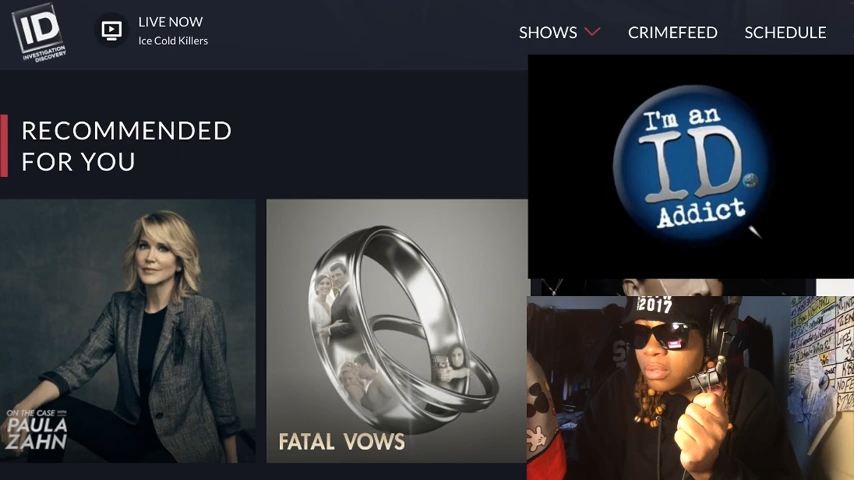 ID
INVESTIGATION
DISCOVERY
LIVE NOW
Ice Cold Killers
SHOWS
CRIMEFEED
SCHEDULE
RECOMMENDED
FOR YOU
I'm an
ID.
Addict
ON THE CASE WITH
PAULA
ZAHN
FATAL VOWS
2017